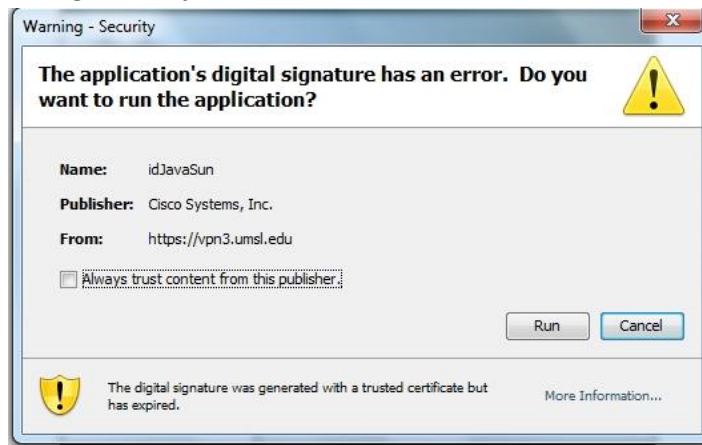 Warning - Security
The application's digital signature has an error. Do you
want to run the application?
Name: idJavaSun
Publisher: Cisco Systems, Inc.
From: https://vpn3.umsl.edu
Always trust content from this publisher.
Run Cancel
The digital signature was generated with a trusted certificate but
has expired.
More Information...